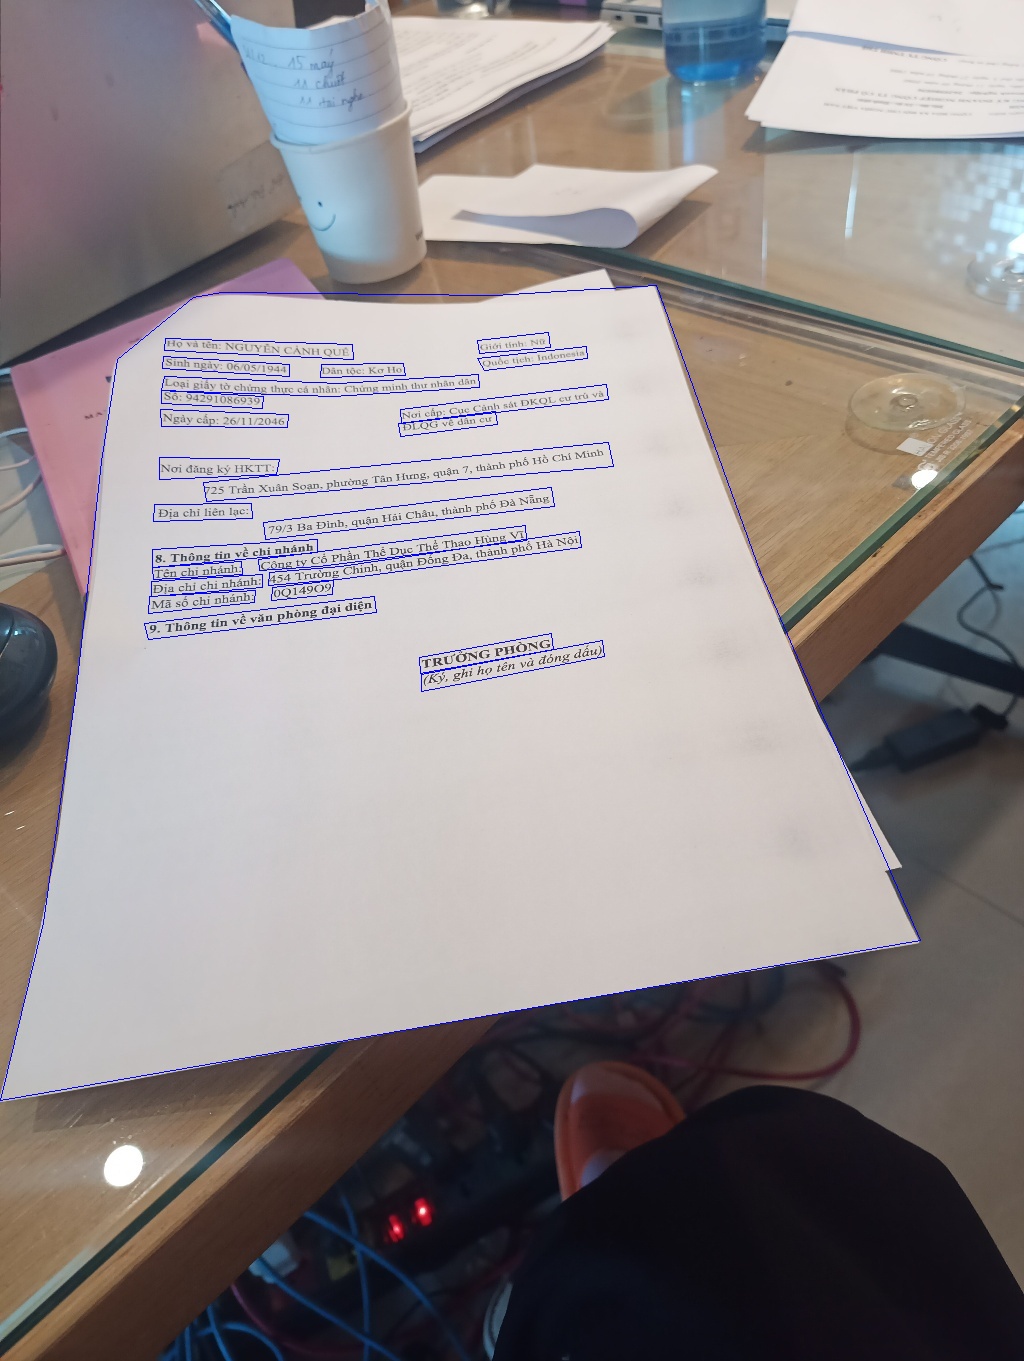 15 máy
11 chuột
11 tai nghe
Họ và tên: NGUYỄN CẢNH QUẾ
Giới tính: Nữ
Sinh ngày: 06/05/1944
Dân tộc: Kơ Ho
Quốc tịch: Indonesia
Loại giấy tờ chứng thực cá nhân: Chứng minh thư nhân dân
Số: 94291086939
Ngày cấp: 26/11/2046
Nơi cấp: Cục Cảnh sát ĐKQL cư trú và
ĐLQG về dân cư
Nơi đăng ký HKTT:
725 Trần Xuân Soạn, phường Tân Hưng, quận 7, thành phố Hồ Chí Minh
Địa chỉ liên lạc:
79/3 Ba Đình, quận Hải Châu, thành phố Đà Nẵng
8. Thông tin về chi nhánh
Tên chi nhánh:
Công ty Cổ Phần Thể Dục Thể Thao Hùng Vĩ
Địa chỉ chi nhánh:
454 Trường Chinh, quận Đống Đa, thành phố Hà Nội
Mã số chi nhánh:
0Q149O9
9. Thông tin về văn phòng đại diện
TRƯỞNG PHÒNG
(Ký, ghi họ tên và đóng dấu)